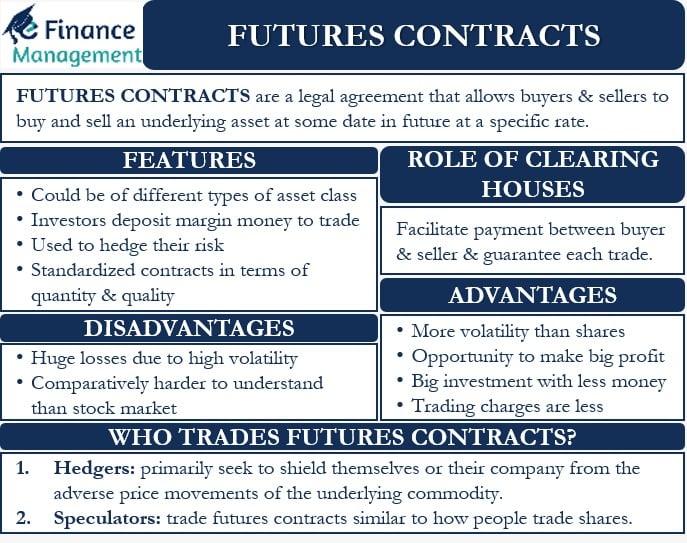 eFinance
Management
FUTURES CONTRACTS
FUTURES CONTRACTS are a legal agreement that allows buyers & sellers to
buy and sell an underlying asset at some date in future at a specific rate.
FEATURES
• Could be of different types of asset class
• Investors deposit margin money to trade
• Used to hedge their risk
• Standardized contracts in terms of
quantity & quality
DISADVANTAGES
• Huge losses due to high volatility
• Comparatively harder to understand
than stock market
ROLE OF CLEARING
HOUSES
Facilitate payment between buyer
& seller & guarantee each trade.
ADVANTAGES
• More volatility than shares
• Opportunity to make big profit
• Big investment with less money
• Trading charges are less
WHO TRADES FUTURES CONTRACTS?
1. Hedgers: primarily seek to shield themselves or their company from the
adverse price movements of the underlying commodity.
2. Speculators: trade futures contracts similar to how people trade shares.